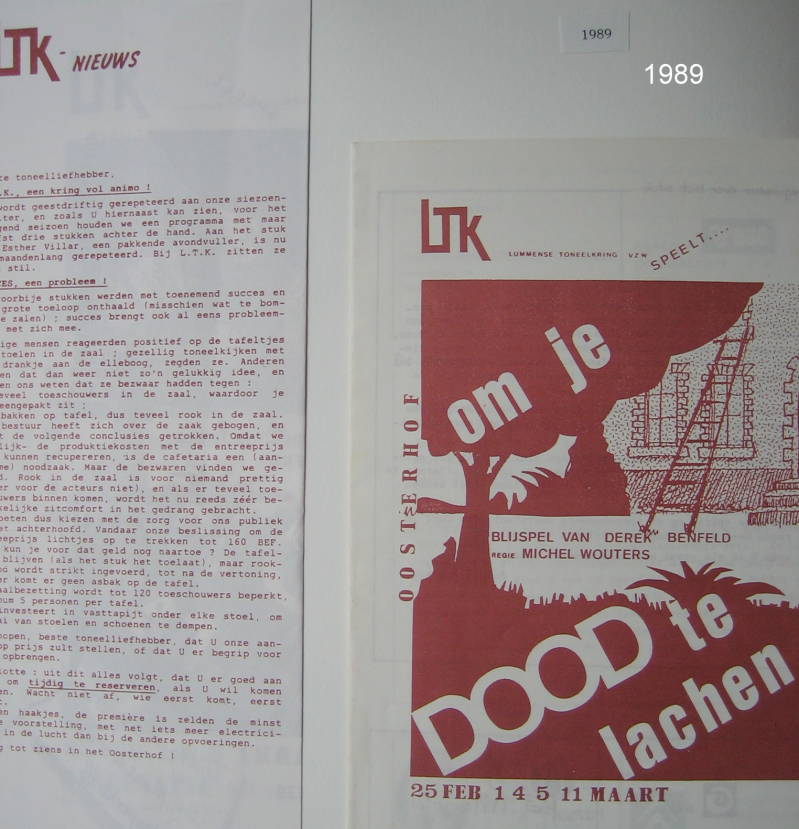 LTK - NIEUWS
te toneelliefhebber.
.K., een kring vol animo !
wordt geestdriftig gerepeteerd aan onze siezoen-
iter, en zoals U hiernaast kan zien, voor het
gend seizoen houden we een programma met maar
fst drie stukken achter de hand. Aan het stuk
Esther Villar, een pakkende avondvuller, is nu
maandenlang gerepeteerd. Bij L.T.K. zitten ze
stil.
ES, een probleem !
oorbije stukken werden met toenemend succes en
grote toeloop onthaald (misschien wat te bom-
e zalen) ; succes brengt ook al eens probleem-
met zich mee.
ige mensen reageerden positief op de tafeltjes
toelen in de zaal ; gezellig toneelkijken met
drankje aan de elleboog, zegden ze. Anderen
en dat dan weer niet zo'n gelukkig idee, en
en ons weten dat ze bezwaar hadden tegen :
eveel toeschouwers in de zaal, waardoor je
eengepakt zit ;
bakken op tafel, dus teveel rook in de zaal.
bestuur heeft zich over de zaak gebogen, en
t de volgende conclusies getrokken. Omdat we
lijk- de produktiekosten met de entreeprijs
kunnen recupereren, is de cafetaria een (aan-
me) noodzaak. Maar de bezwaren vinden we ge-
d. Rook in de zaal is voor niemand prettig
er voor de acteurs niet), en als er teveel toe-
uwers binnen komen, wordt het nu reeds zéér be-
kelijke zitcomfort in het gedrang gebracht.
oeten dus kiezen met de zorg voor ons publiek
et achterhoofd. Vandaar onze beslissing om de
eeprijs lichtjes op te trekken tot 160 BEF.
kun je voor dat geld nog naartoe ? De tafel-
blijven (als het stuk het toelaat), maar rook-
od wordt strikt ingevoerd, tot na de vertoning,
er komt er geen asbak op de tafel.
aalbezetting wordt tot 120 toeschouwers beperkt,
mum 5 personen per tafel.
investeert in vasttapijt onder elke stoel, om
ai van stoelen en schoenen te dempen.
hopen, beste toneelliefhebber, dat U onze aan-
op prijs zult stellen, of dat U er begrip voor
opbrengen.
lotte : uit dit alles volgt, dat U er goed aan
om tijdig te reserveren, als U wil komen
en. Wacht niet af, wie eerst komt, eerst
t.
en haakjes, de première is zelden de minst
e voorstelling, met net iets meer electrici-
in de lucht dan bij de andere opvoeringen.
g tot ziens in het Oosterhof !
1989
1989
LTK
LUMMENSE TONEELKRING VZW SPEELT....
om je
OOSTERHOF
BLIJSPEL VAN DEREK BENFELD
REGIE MICHEL WOUTERS
DOOD te
lachen
25 FEB 1 4 5 11 MAART